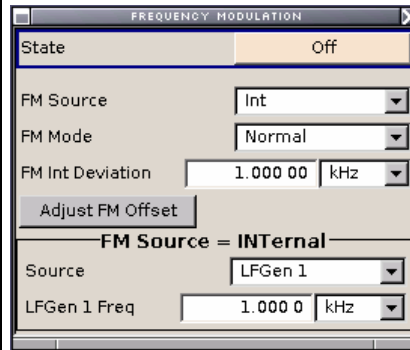 FREQUENCY MODULATION
State Off
FM Source Int
FM Mode Normal
FM Int Deviation 1.000 00 kHz
Adjust FM Offset
FM Source = INTernal
Source LFGen 1
LFGen 1 Freq 1.000 0 kHz